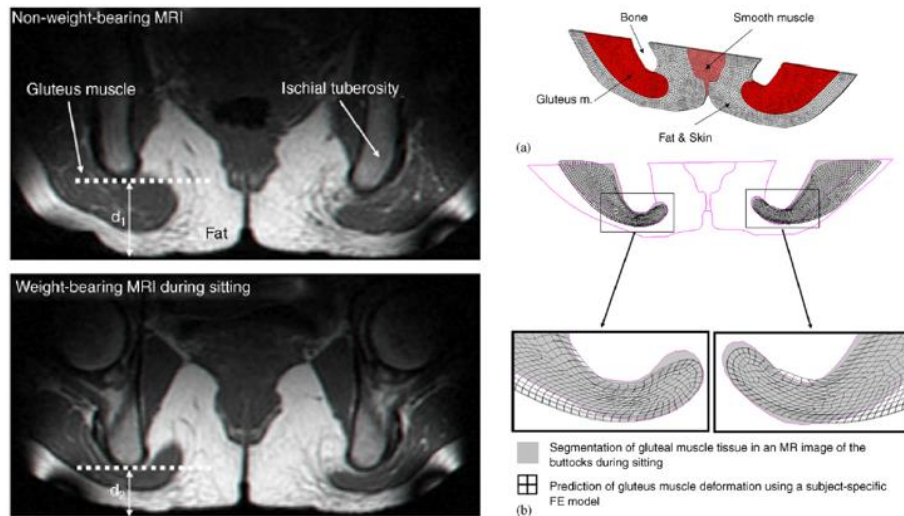 Non-weight-bearing MRI
Gluteus muscle
Ischial tuberosity
d₁
Fat
Weight-bearing MRI during sitting
d₂
Bone
Smooth muscle
Gluteus m.
Fat & Skin
(a)
Segmentation of gluteal muscle tissue in an MR image of the
buttocks during sitting
Prediction of gluteus muscle deformation using a subject-specific
FE model
(b)